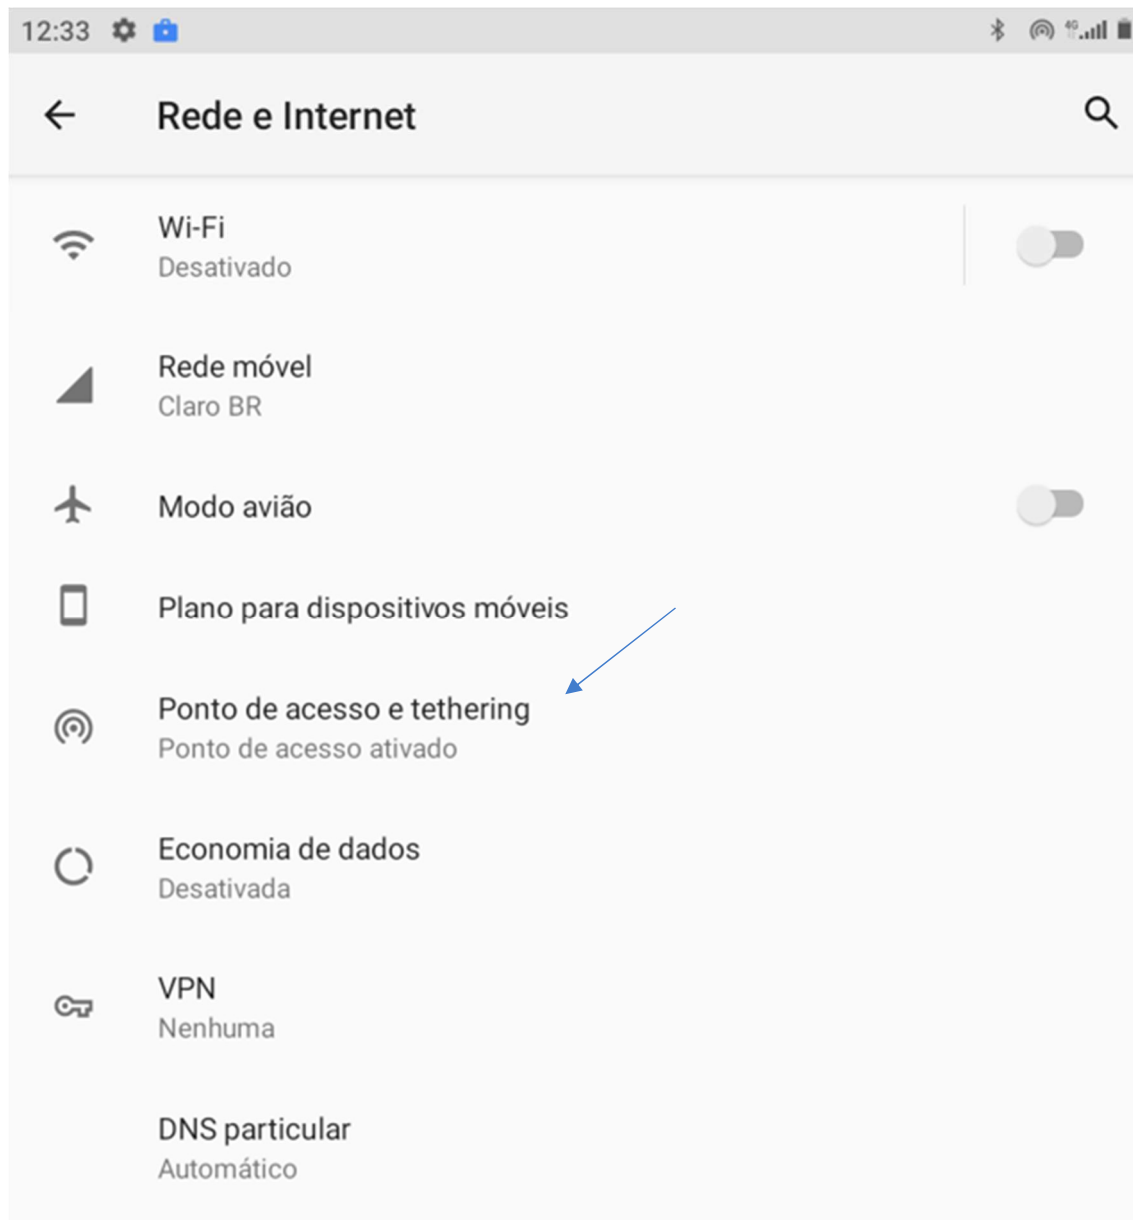 12:33
4G
Rede e Internet
Wi-Fi
Desativado
Rede móvel
Claro BR
Modo avião
Plano para dispositivos móveis
Ponto de acesso e tethering
Ponto de acesso ativado
Economia de dados
Desativada
VPN
Nenhuma
DNS particular
Automático